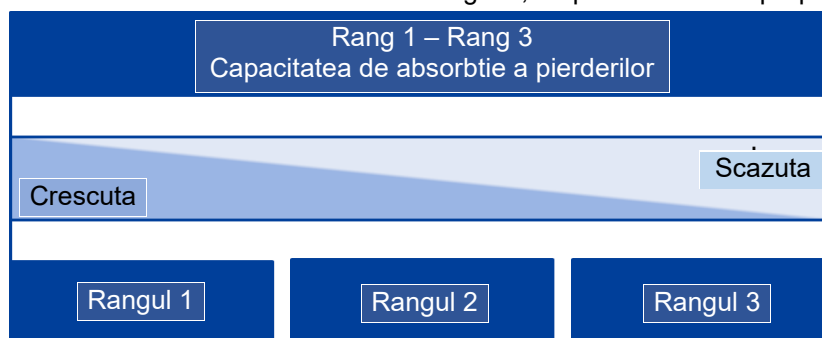 Rang 1 – Rang 3
Capacitatea de absorbtie a pierderilor
Scazuta
Crescuta
Rangul 1
Rangul 2
Rangul 3